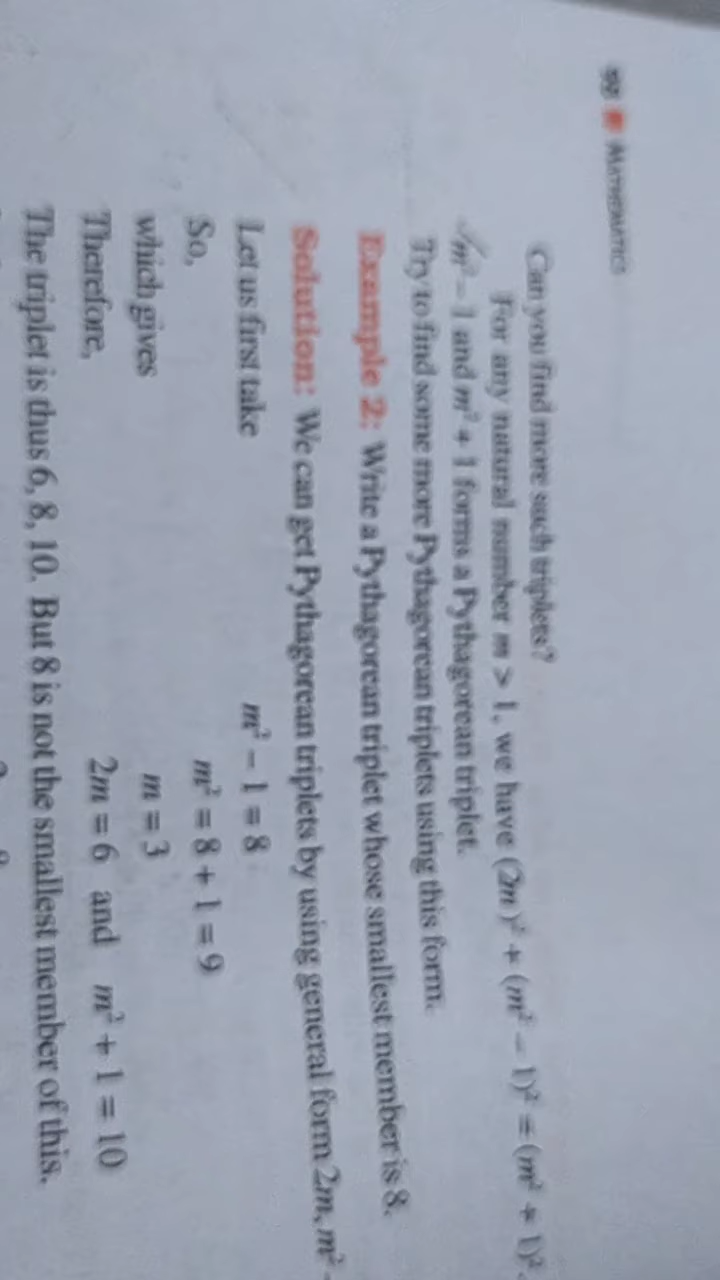 MATHEMATICS
Can you find more such triplets?
For any natural number m > 1, we have (2m)² + (m² – 1)² = (m² + 1)².
m² – 1 and m² + 1 forms a Pythagorean triplet.
Try to find some more Pythagorean triplets using this form.
Example 2: Write a Pythagorean triplet whose smallest member is 8.
Solution: We can get Pythagorean triplets by using general form 2m, m² -
Let us first take m² – 1 = 8
So, m² = 8 + 1 = 9
which gives m = 3
Therefore, 2m = 6 and m² + 1 = 10
The triplet is thus 6, 8, 10. But 8 is not the smallest member of this.